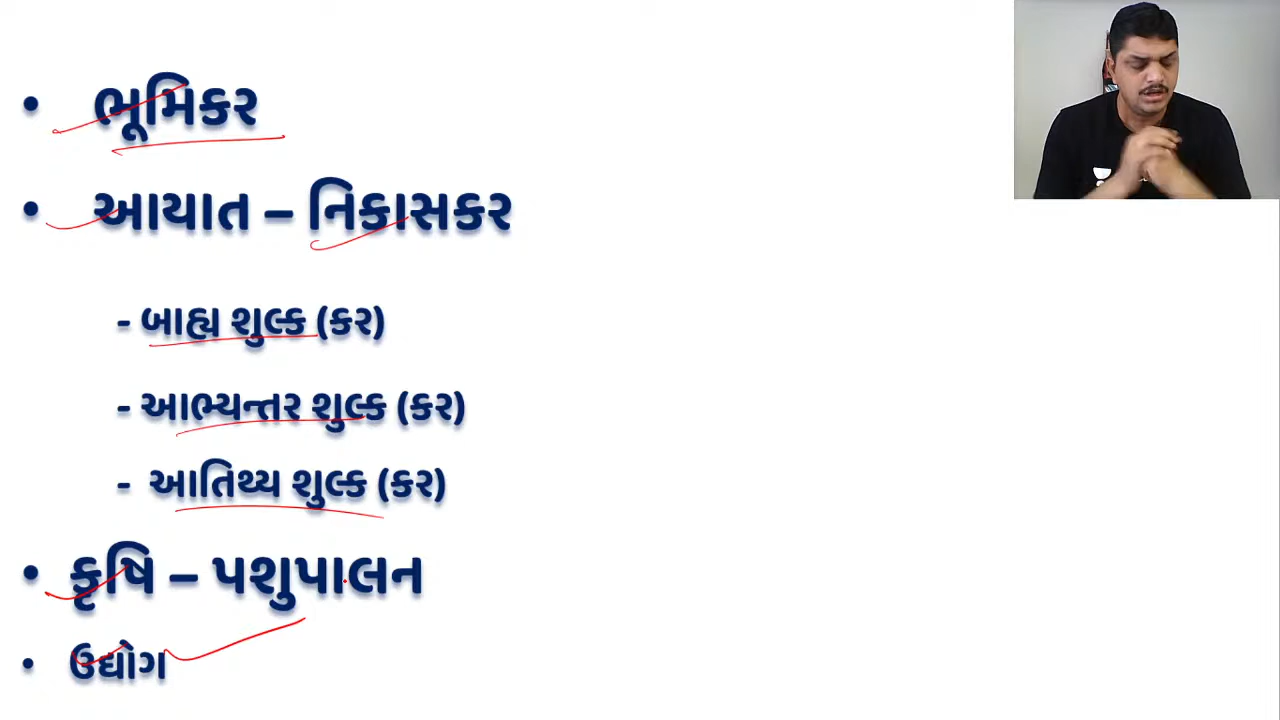 • ભૂમિકર
• આયાત – નિકાસકર
- બાહ્ય શુલ્ક (કર)
- આભ્યન્તર શુલ્ક (કર)
- આતિથ્ય શુલ્ક (કર)
• કૃષિ – પશુપાલન
• ઉદ્યોગ